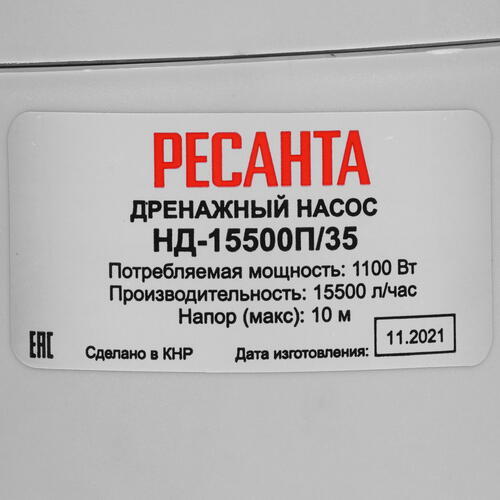 РЕСАНТА
ДРЕНАЖНЫЙ НАСОС
НД-15500П/35
Потребляемая мощность: 1100 Вт
Производительность: 15500 л/час
Напор (макс): 10 м
EAC Сделано в КНР Дата изготовления: 11.2021